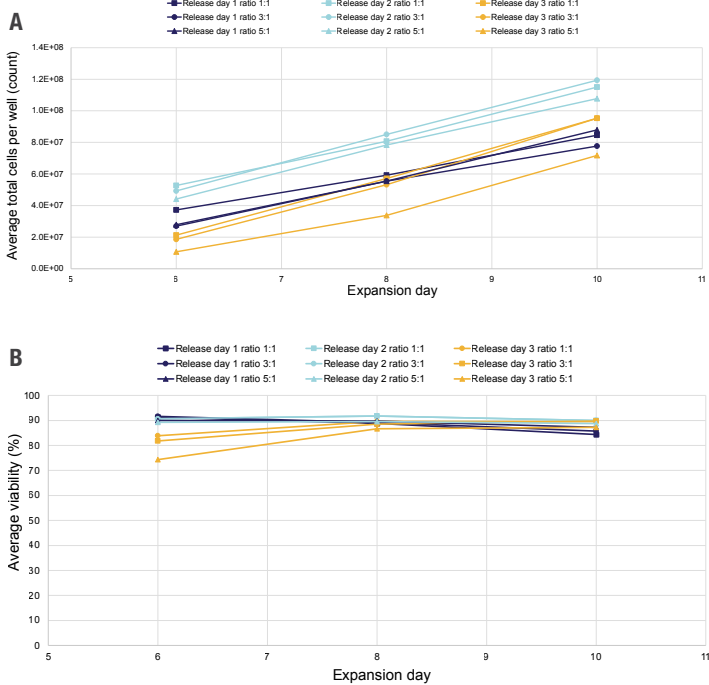 A
Release day 1 ratio 1:1 Release day 2 ratio 1:1 Release day 3 ratio 1:1
Release day 1 ratio 3:1 Release day 2 ratio 3:1 Release day 3 ratio 3:1
Release day 1 ratio 5:1 Release day 2 ratio 5:1 Release day 3 ratio 5:1
Average total cells per well (count)
1.4E+08
1.2E+08
1.0E+08
8.0E+07
6.0E+07
4.0E+07
2.0E+07
0.0E+00
5 6 7 8 9 10 11
Expansion day
B
Release day 1 ratio 1:1 Release day 2 ratio 1:1 Release day 3 ratio 1:1
Release day 1 ratio 3:1 Release day 2 ratio 3:1 Release day 3 ratio 3:1
Release day 1 ratio 5:1 Release day 2 ratio 5:1 Release day 3 ratio 5:1
Average viability (%)
100
90
80
70
60
50
40
30
20
10
0
5 6 7 8 9 10 11
Expansion day